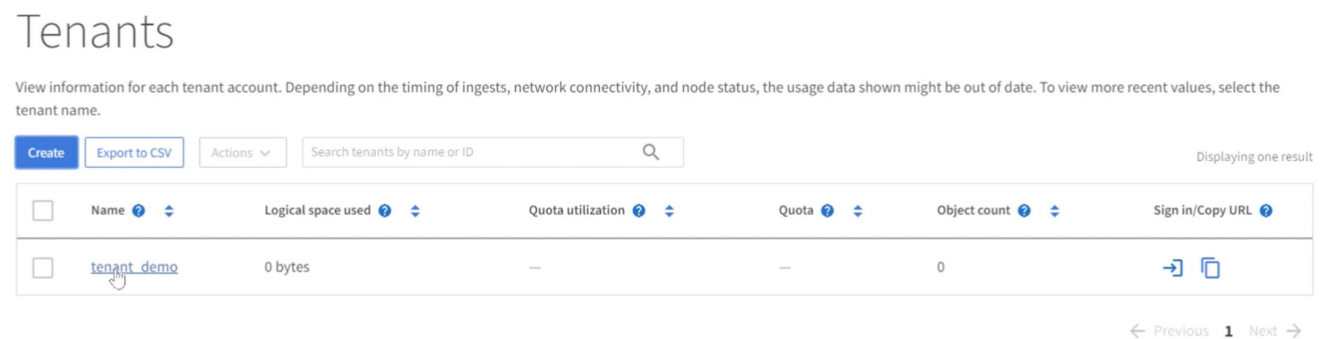 Tenants
View information for each tenant account. Depending on the timing of ingests, network connectivity, and node status, the usage data shown might be out of date. To view more recent values, select the
tenant name.
Create Export to CSV Actions Search tenants by name or ID
Displaying one result
Name Logical space used Quota utilization Quota Object count Sign in/Copy URL
tenant_demo 0 bytes — — 0
Previous 1 Next